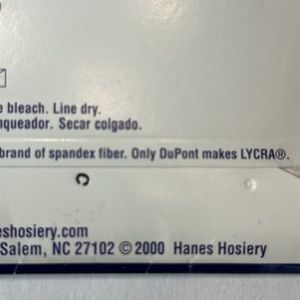 e bleach. Line dry.
nqueador. Secar colgado.
brand of spandex fiber. Only DuPont makes LYCRA®.
C
neshosiery.com
Salem, NC 27102 © 2000 Hanes Hosiery